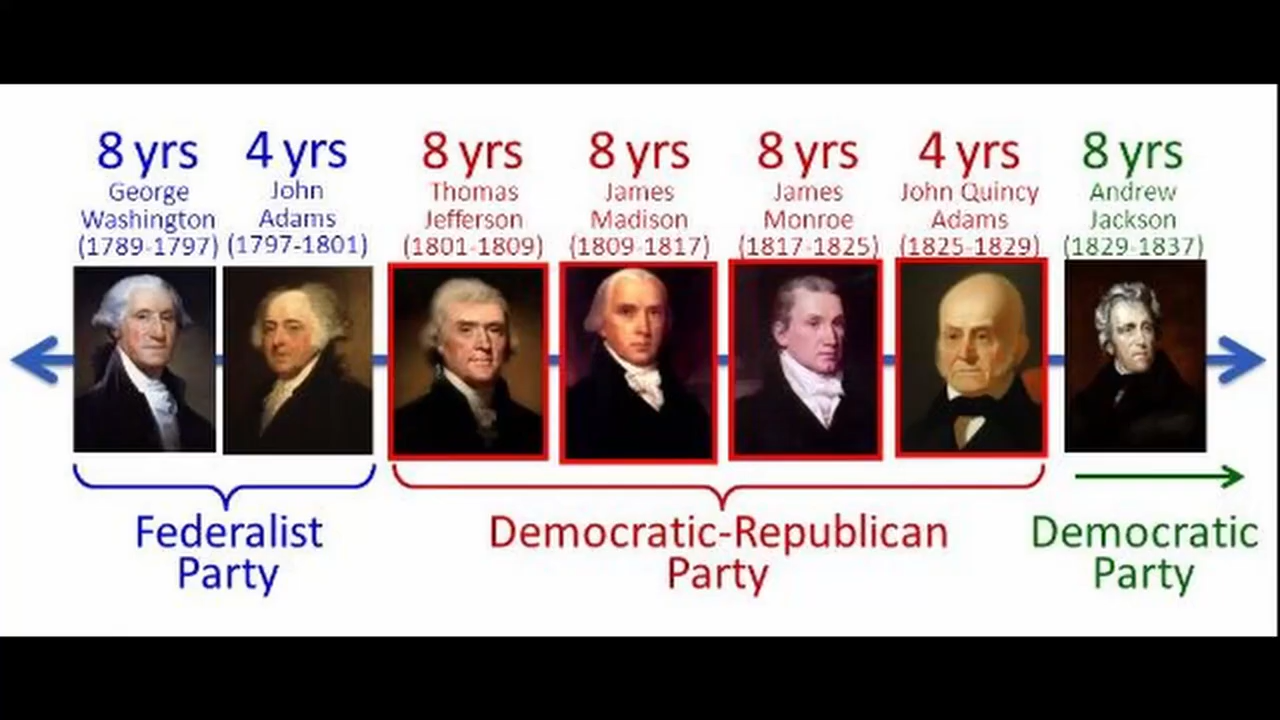 8 yrs
George
Washington
(1789-1797)
4 yrs
John
Adams
(1797-1801)
8 yrs
Thomas
Jefferson
(1801-1809)
8 yrs
James
Madison
(1809-1817)
8 yrs
James
Monroe
(1817-1825)
4 yrs
John Quincy
Adams
(1825-1829)
8 yrs
Andrew
Jackson
(1829-1837)
Federalist
Party
Democratic-Republican
Party
Democratic
Party